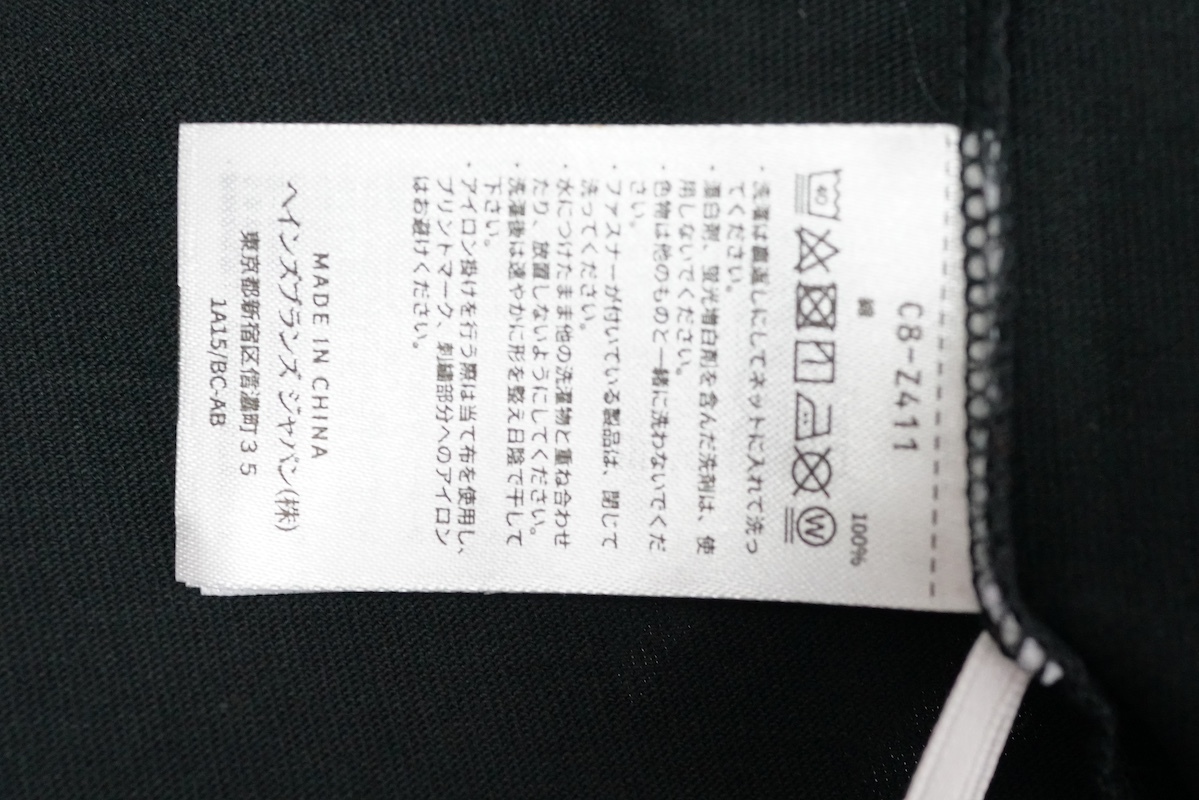 C8-Z411
綿 100%
40
W
・洗濯は裏返しにしてネットに入れて洗っ
てください。
・蛍白剤、蛍光増白剤を含んだ洗剤は、使
用しないでください。
・色物は他のものと一緒に洗わないでくだ
さい。
・ファスナーが付いている製品は、閉じて
洗ってください。
・水につけたまま他の洗濯物と重ね合わせ
たり、放置しないようにしてください。
・洗濯後は速やかに形を整え日陰で干して
下さい。
・アイロン掛けを行う際は当て布を使用し、
プリントマーク、刺繍部分へのアイロン
はお避けください。
MADE IN CHINA
ヘインズブランズ ジャパン(株)
東京都新宿区信濃町35
1A15/BC-AB